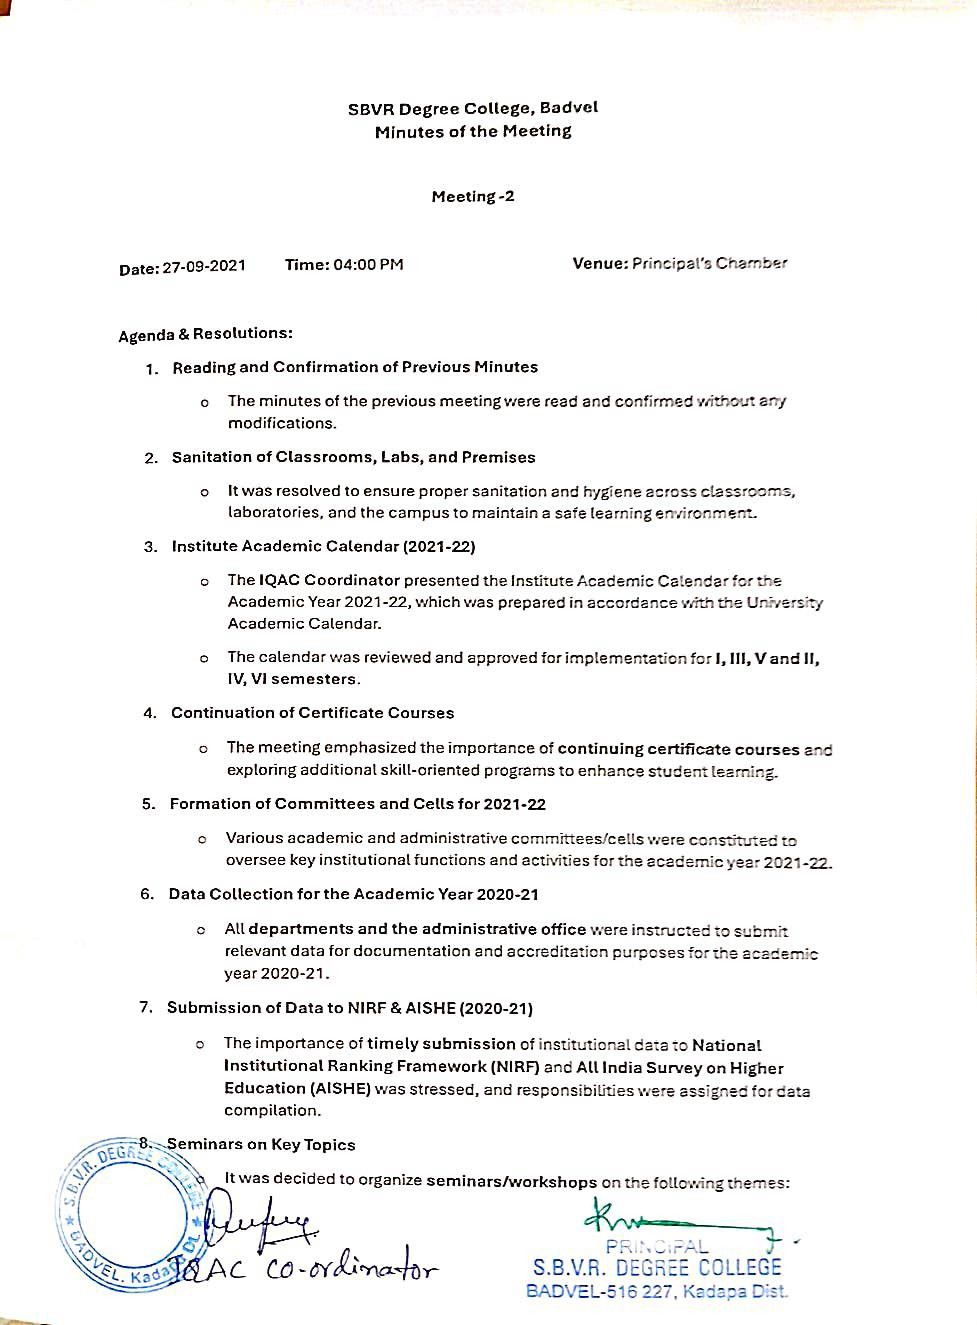 SBVR Degree College, Badvel
Minutes of the Meeting
Meeting -2
Date: 27-09-2021 Time: 04:00 PM Venue: Principal's Chamber
Agenda & Resolutions:
1. Reading and Confirmation of Previous Minutes
o The minutes of the previous meeting were read and confirmed without any
modifications.
2. Sanitation of Classrooms, Labs, and Premises
o It was resolved to ensure proper sanitation and hygiene across classrooms,
laboratories, and the campus to maintain a safe learning environment.
3. Institute Academic Calendar (2021-22)
o The IQAC Coordinator presented the Institute Academic Calendar for the
Academic Year 2021-22, which was prepared in accordance with the University
Academic Calendar.
o The calendar was reviewed and approved for implementation for I, III, V and II,
IV, VI semesters.
4. Continuation of Certificate Courses
o The meeting emphasized the importance of continuing certificate courses and
exploring additional skill-oriented programs to enhance student learning.
5. Formation of Committees and Cells for 2021-22
o Various academic and administrative committees/cells were constituted to
oversee key institutional functions and activities for the academic year 2021-22.
6. Data Collection for the Academic Year 2020-21
o All departments and the administrative office were instructed to submit
relevant data for documentation and accreditation purposes for the academic
year 2020-21.
7. Submission of Data to NIRF & AISHE (2020-21)
o The importance of timely submission of institutional data to National
Institutional Ranking Framework (NIRF) and All India Survey on Higher
Education (AISHE) was stressed, and responsibilities were assigned for data
compilation.
8. Seminars on Key Topics
o It was decided to organize seminars/workshops on the following themes:
S.B.V.R. DEGREE COLLEGE
BADVEL. Kadapa Dt
IQAC CO-ordinator
PRINCIPAL
S.B.V.R. DEGREE COLLEGE
BADVEL-516 227, Kadapa Dist.